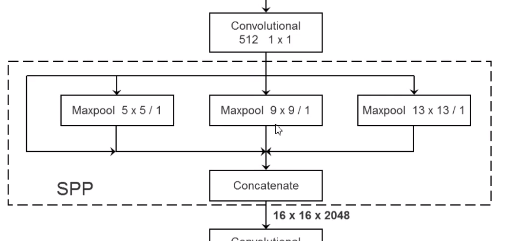 Convolutional
512 1 x 1
Maxpool 5 x 5 / 1
Maxpool 9 x 9 / 1
Maxpool 13 x 13 / 1
SPP
Concatenate
16 x 16 x 2048
Convolutional